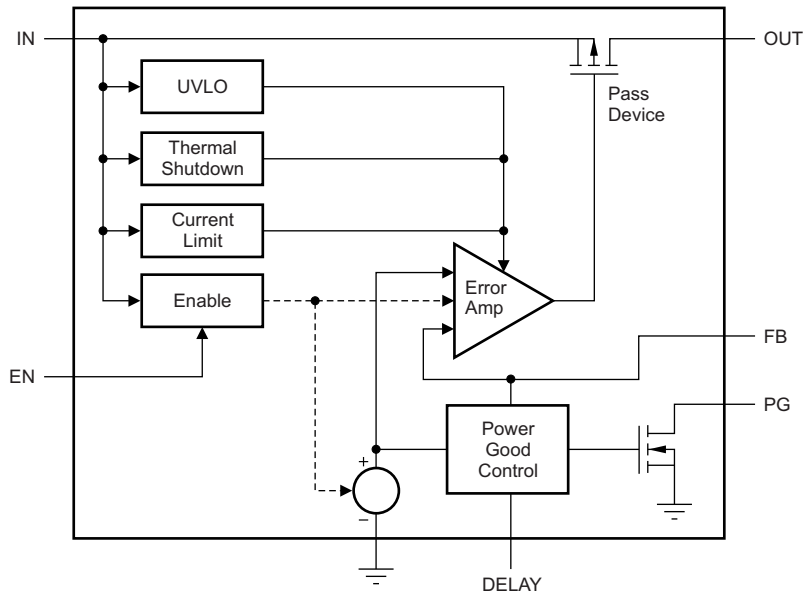 IN
OUT
UVLO
Pass
Device
Thermal
Shutdown
Current
Limit
Enable
Error
Amp
FB
EN
PG
Power
Good
Control
+
–
DELAY